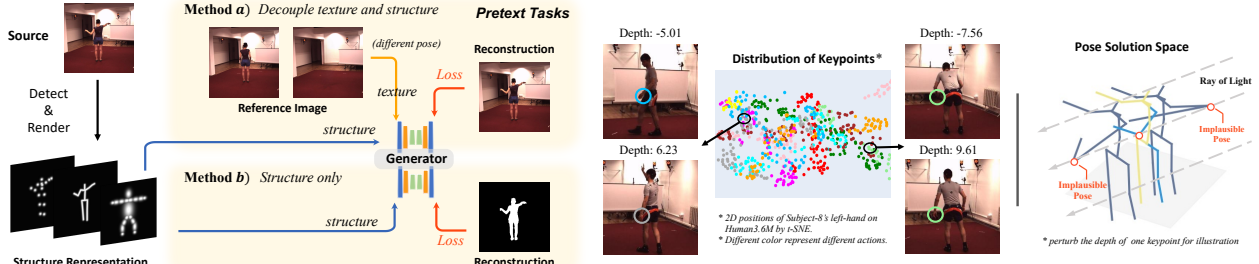 Source
Detect
&
Render
Structure Representation
Method a) Decouple texture and structure
Pretext Tasks
(different pose)
Reference Image
texture
Loss
Reconstruction
structure
Generator
Method b) Structure only
structure
Loss
Reconstruction
Depth: -5.01
Depth: 6.23
Distribution of Keypoints*
* 2D positions of Subject-8's left-hand on
Human3.6M by t-SNE.
* Different color represent different actions.
Depth: -7.56
Depth: 9.61
Pose Solution Space
Ray of Light
Implausible
Pose
Implausible
Pose
* perturb the depth of one keypoint for illustration